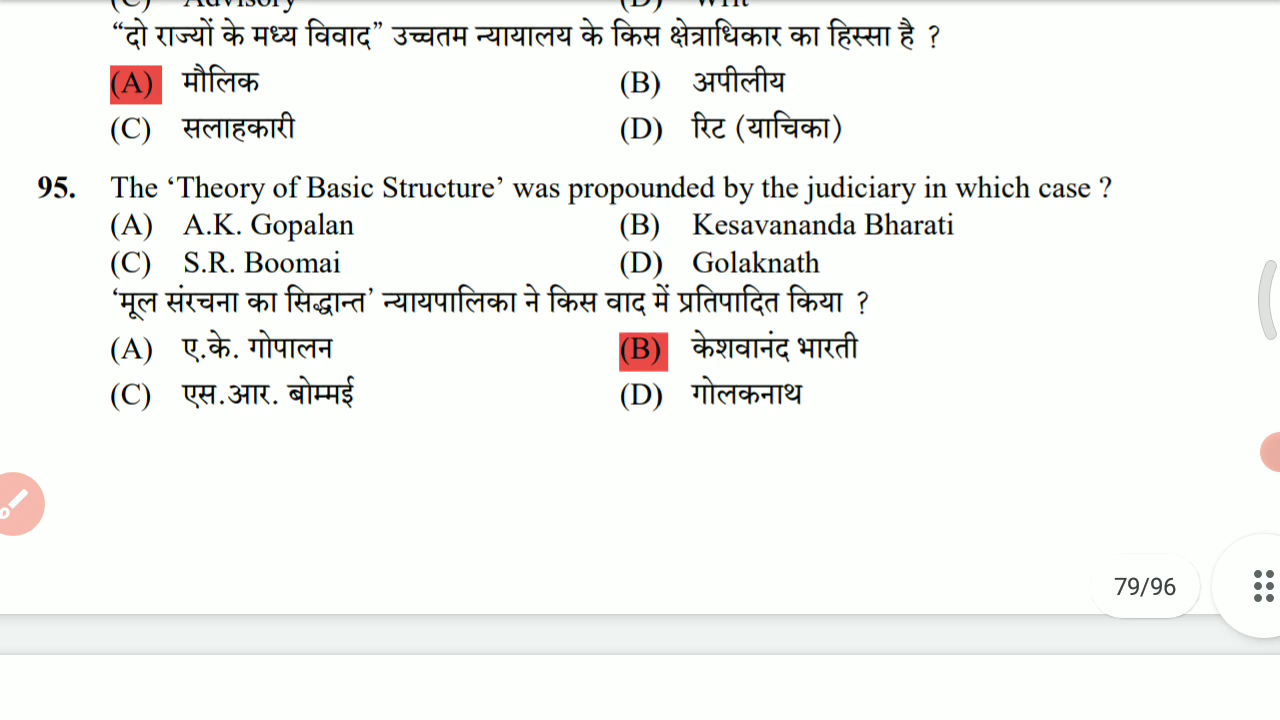 “दो राज्यों के मध्य विवाद” उच्चतम न्यायालय के किस क्षेत्राधिकार का हिस्सा है ?
(A) मौलिक (B) अपीलीय
(C) सलाहकारी (D) रिट (याचिका)
95. The ‘Theory of Basic Structure’ was propounded by the judiciary in which case ?
(A) A.K. Gopalan (B) Kesavananda Bharati
(C) S.R. Boomai (D) Golaknath
‘मूल संरचना का सिद्धान्त’ न्यायपालिका ने किस वाद में प्रतिपादित किया ?
(A) ए.के. गोपालन (B) केशवानंद भारती
(C) एस.आर. बोम्मई (D) गोलकनाथ
79/96